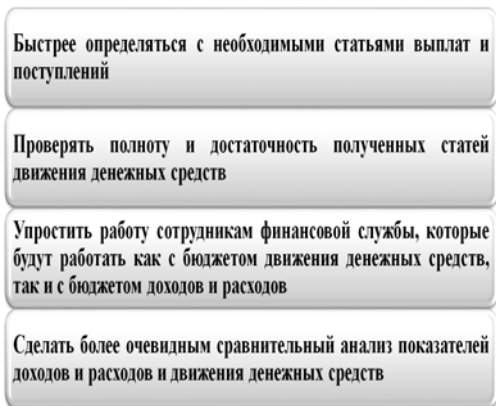 Быстрее определяться с необходимыми статьями выплат и
поступлений
Проверять полноту и достаточность полученных статей
движения денежных средств
Упростить работу сотрудникам финансовой службы, которые
будут работать как с бюджетом движения денежных средств,
так и с бюджетом доходов и расходов
Сделать более очевидным сравнительный анализ показателей
доходов и расходов и движения денежных средств